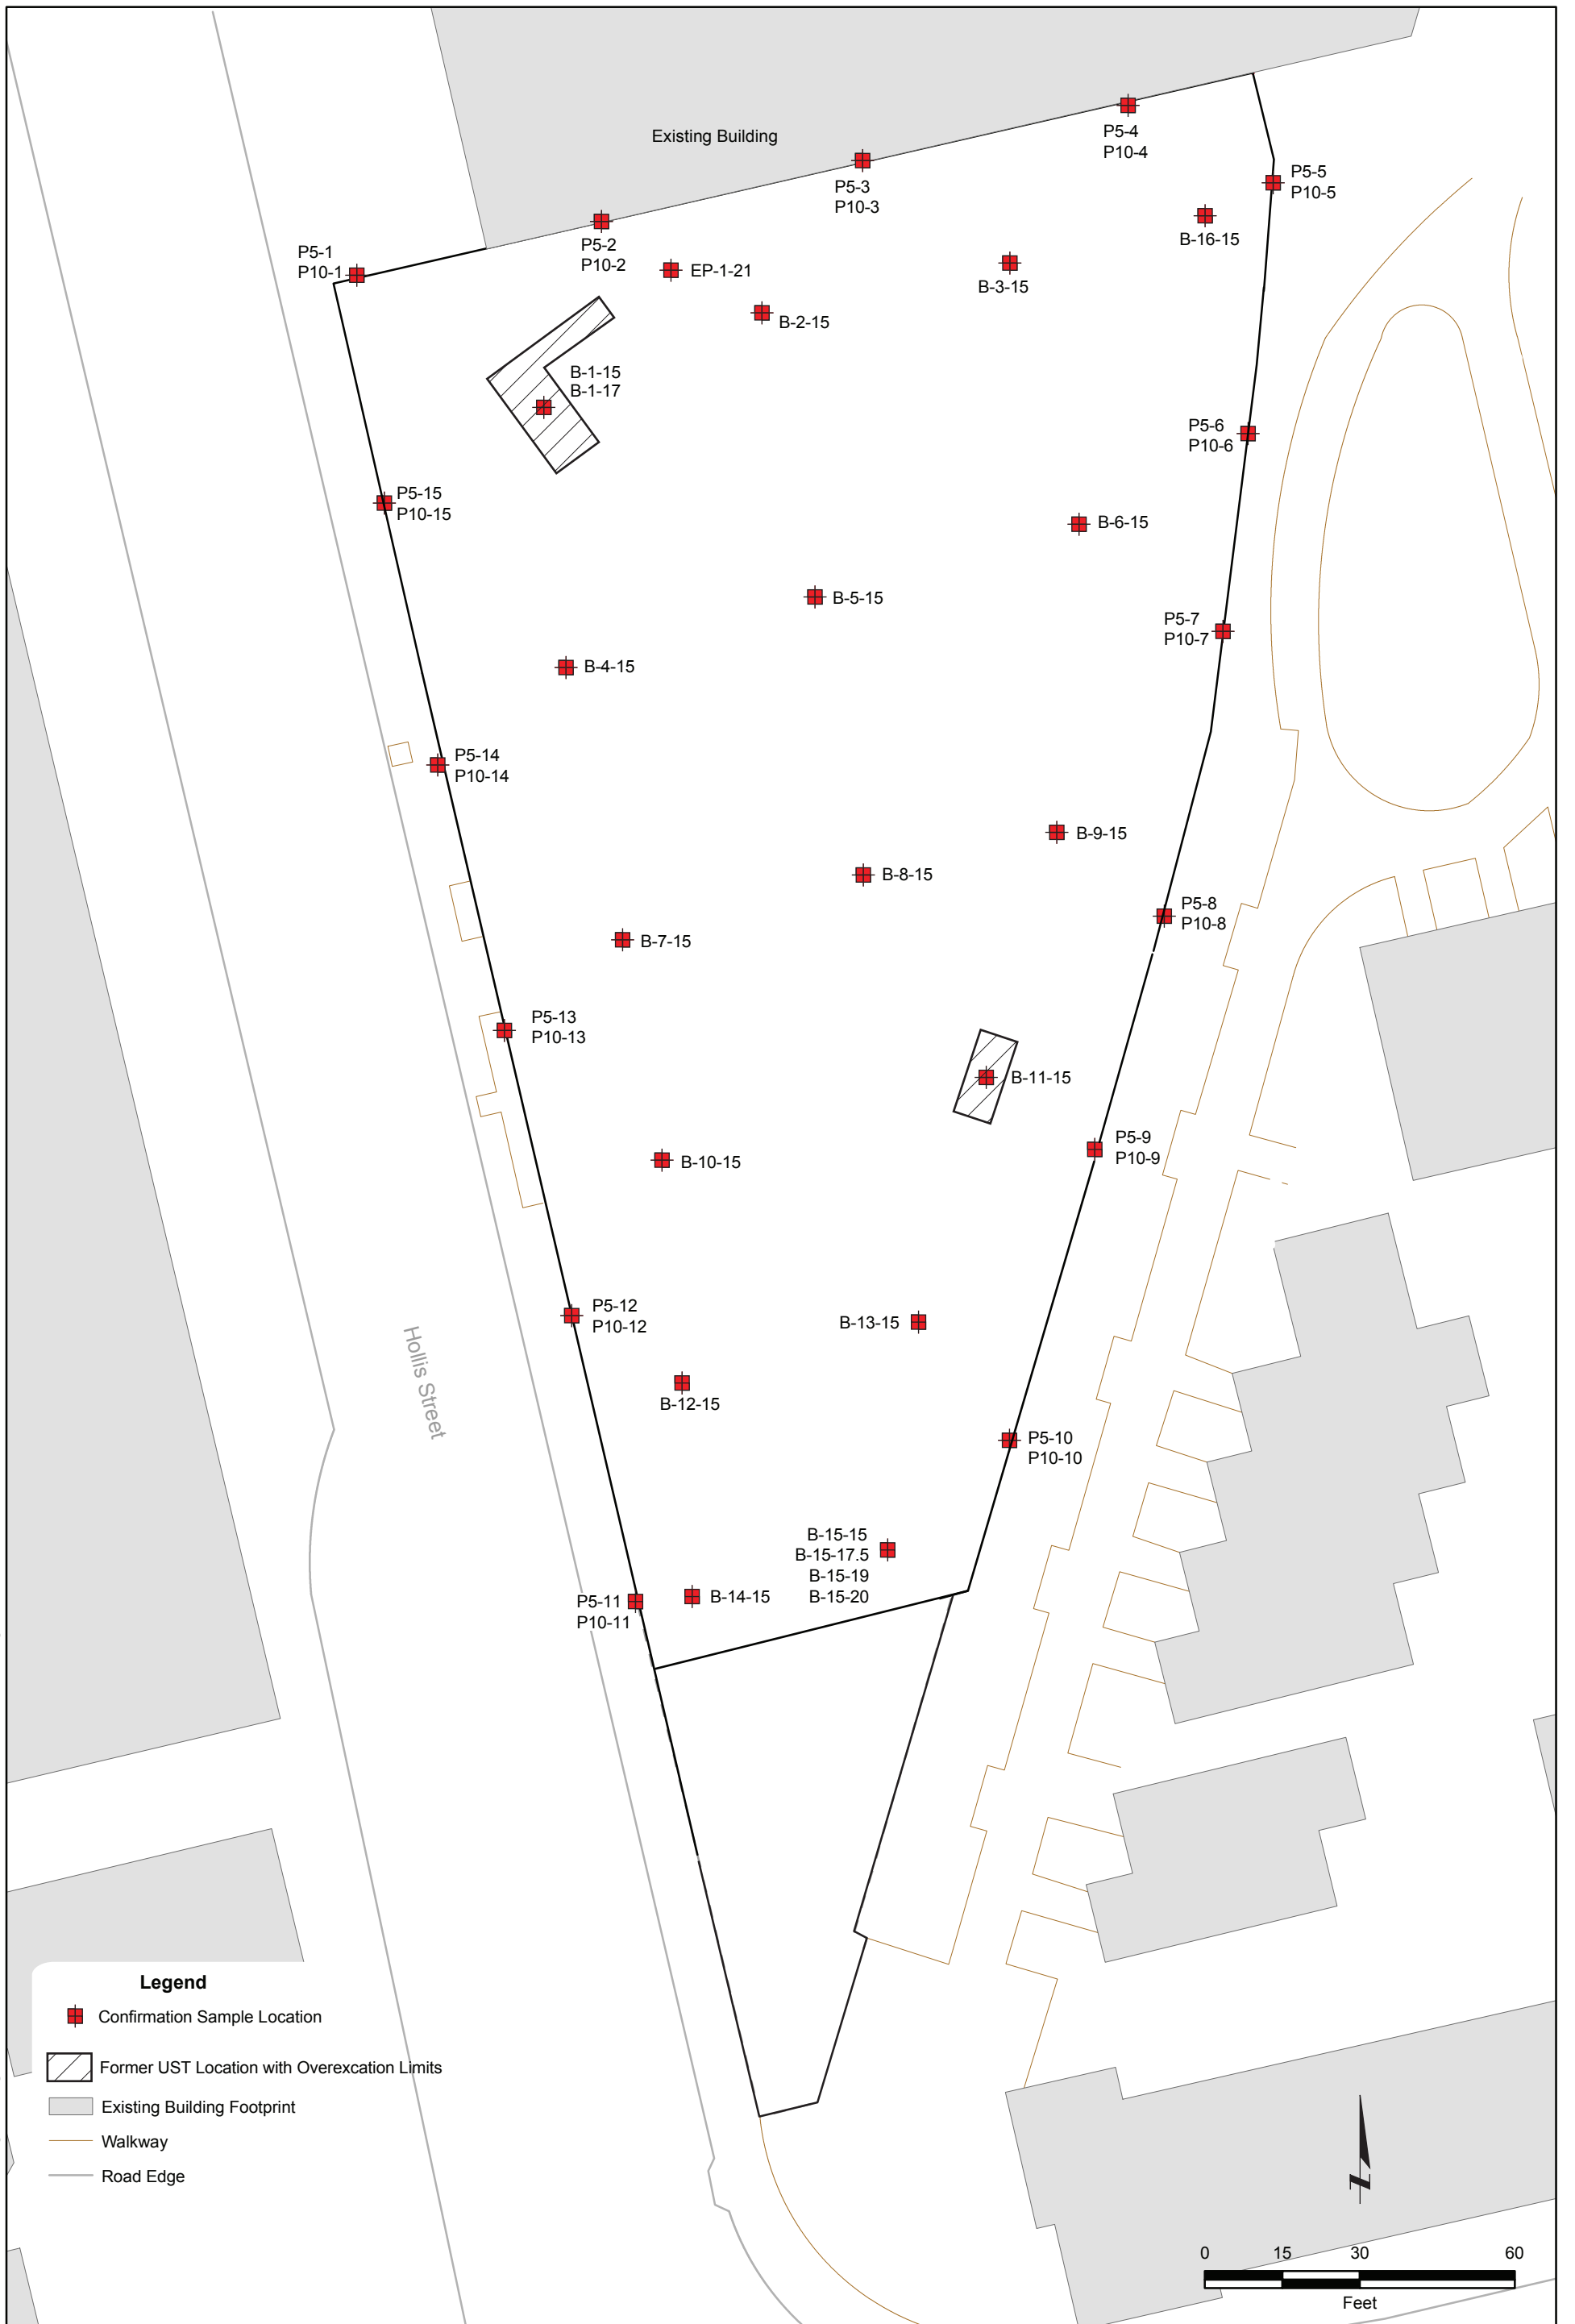 Existing Building
P5-4
P10-4
P5-3
P10-3
P5-5
P10-5
P5-2
P10-2
B-16-15
P5-1
P10-1
EP-1-21
B-3-15
B-2-15
B-1-15
B-1-17
P5-6
P10-6
P5-15
P10-15
B-6-15
B-5-15
P5-7
P10-7
B-4-15
P5-14
P10-14
B-9-15
B-8-15
P5-8
P10-8
B-7-15
P5-13
P10-13
B-11-15
P5-9
P10-9
B-10-15
P5-12
P10-12
B-13-15
Hollis Street
B-12-15
P5-10
P10-10
B-15-15
B-15-17.5
B-15-19
B-15-20
P5-11
P10-11
B-14-15
Legend
Confirmation Sample Location
Former UST Location with Overexcation Limits
Existing Building Footprint
Walkway
Road Edge
Z
0 15 30 60
Feet